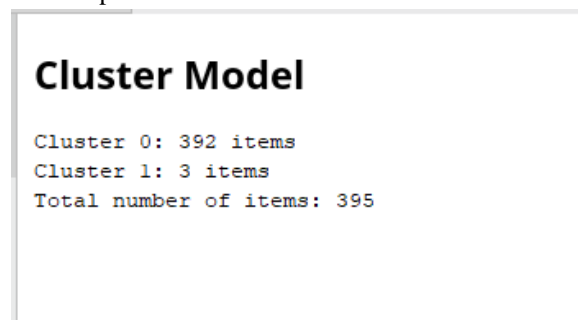 Cluster Model
Cluster 0: 392 items
Cluster 1: 3 items
Total number of items: 395